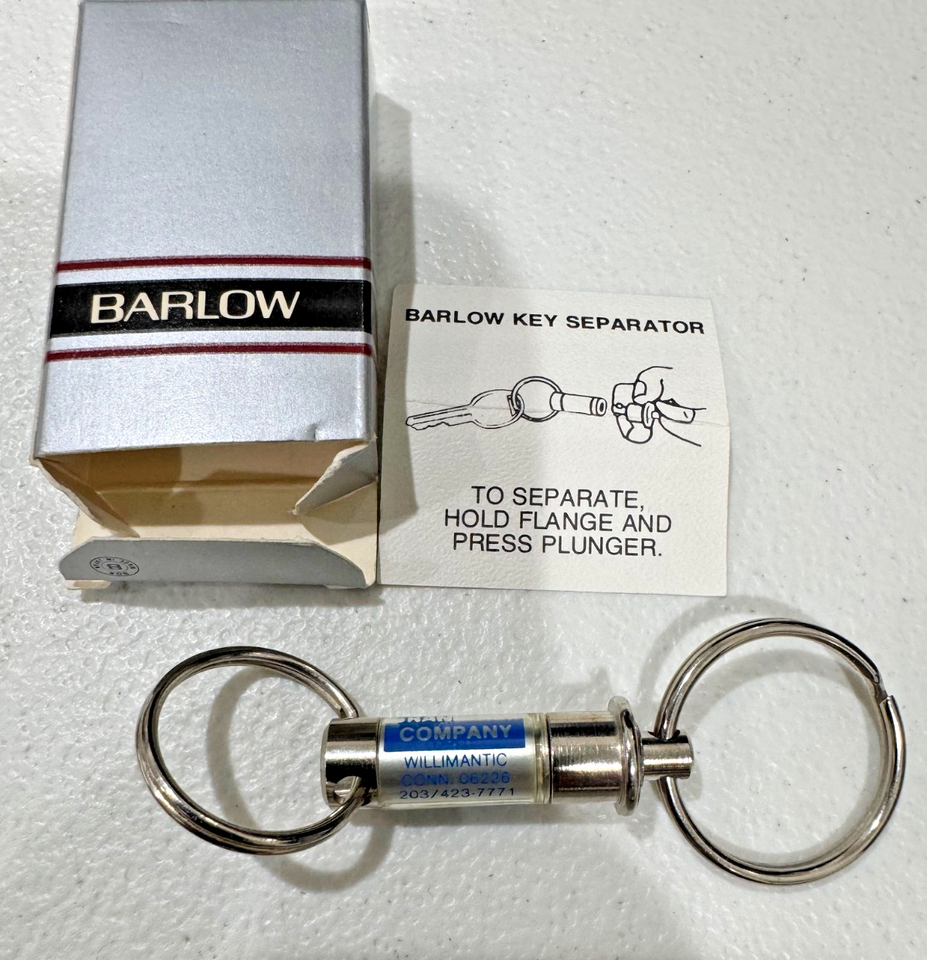 BARLOW
BARLOW KEY SEPARATOR
TO SEPARATE,
HOLD FLANGE AND
PRESS PLUNGER.
COMPANY
WILLIMANTIC
CONN. 06226
203/423-7771